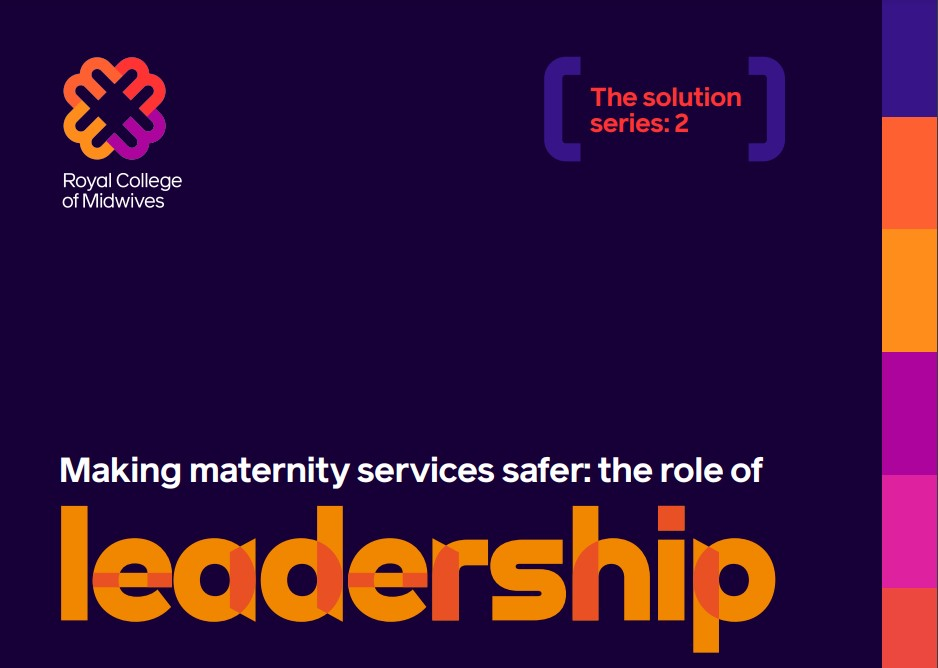 Royal College
of Midwives
The solution
series: 2
Making maternity services safer: the role of
leadership